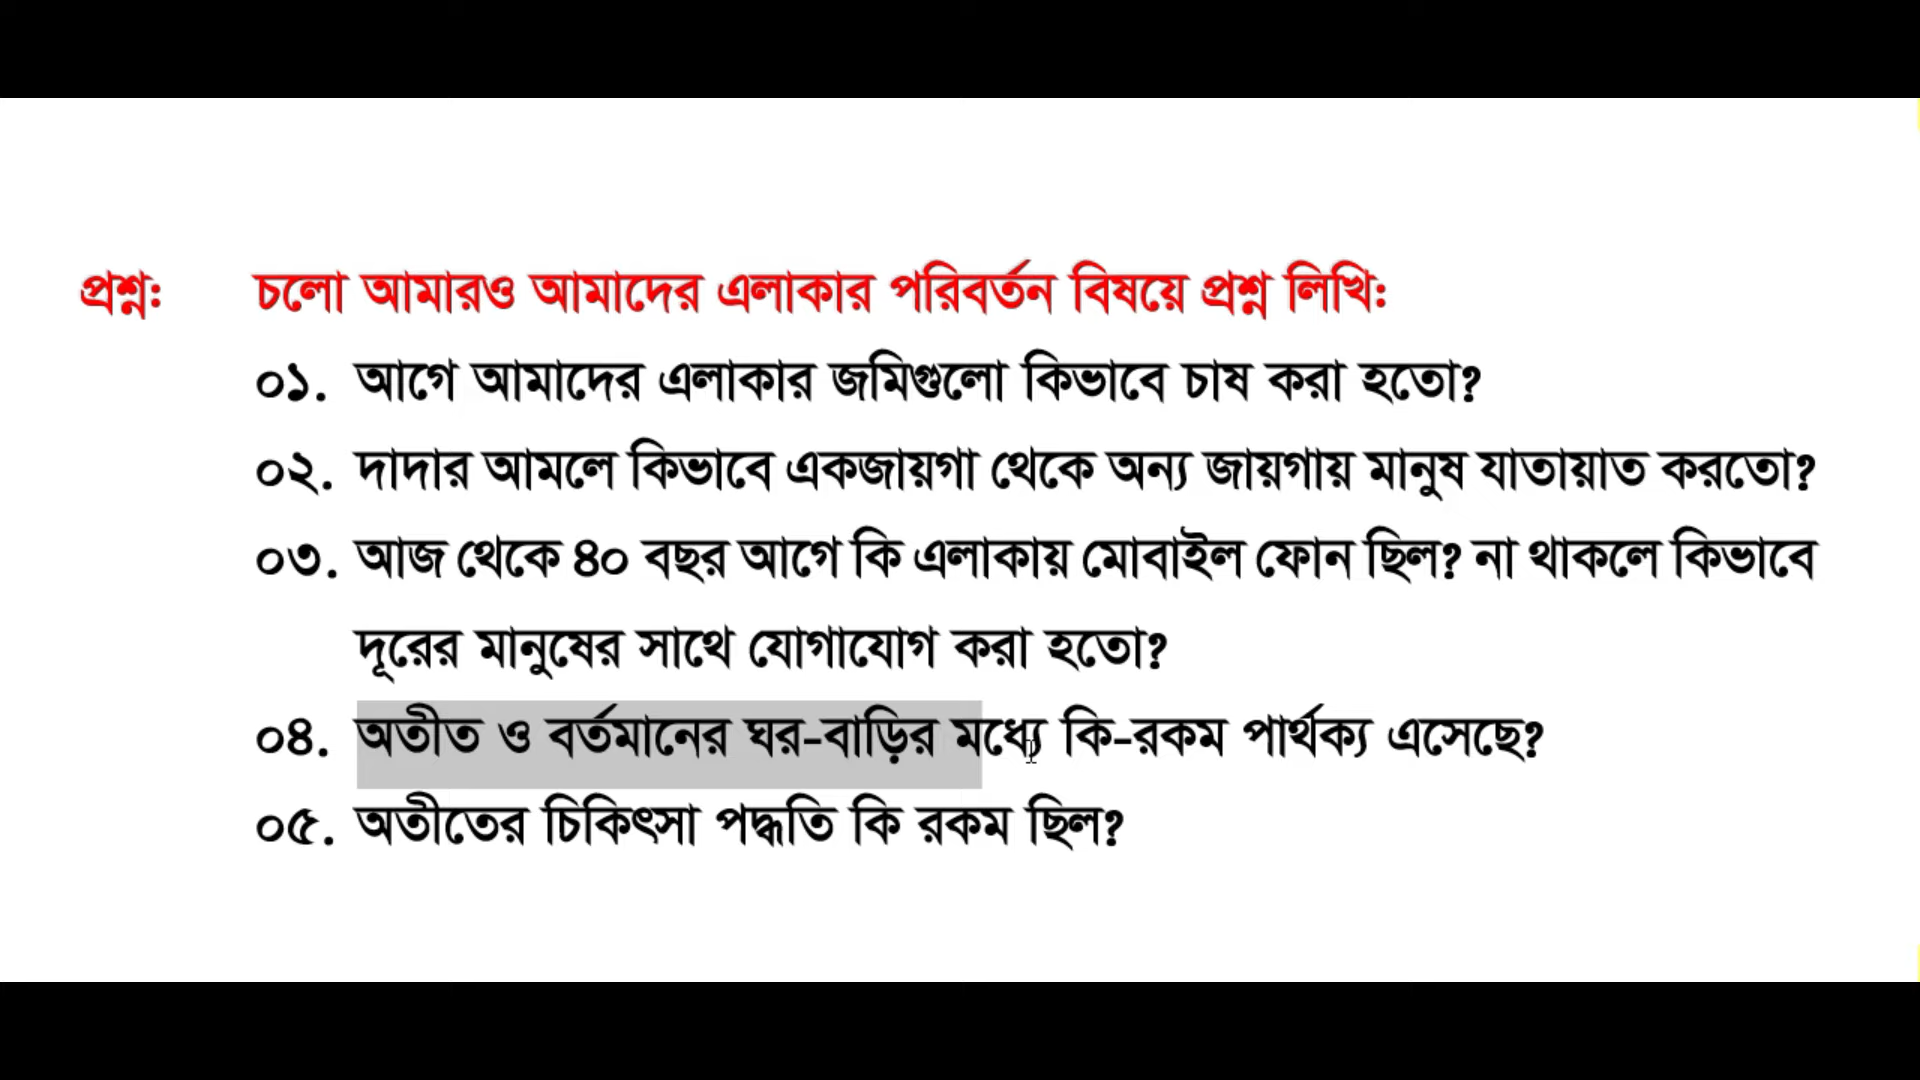 প্রশ্ন: চলো আমারও আমাদের এলাকার পরিবর্তন বিষয়ে প্রশ্ন লিখি:
০১. আগে আমাদের এলাকার জমিগুলো কিভাবে চাষ করা হতো?
০২. দাদার আমলে কিভাবে একজায়গা থেকে অন্য জায়গায় মানুষ যাতায়াত করতো?
০৩. আজ থেকে ৪০ বছর আগে কি এলাকায় মোবাইল ফোন ছিল? না থাকলে কিভাবে
দূরের মানুষের সাথে যোগাযোগ করা হতো?
০৪. অতীত ও বর্তমানের ঘর-বাড়ির মধ্যে কি-রকম পার্থক্য এসেছে?
০৫. অতীতের চিকিৎসা পদ্ধতি কি রকম ছিল?